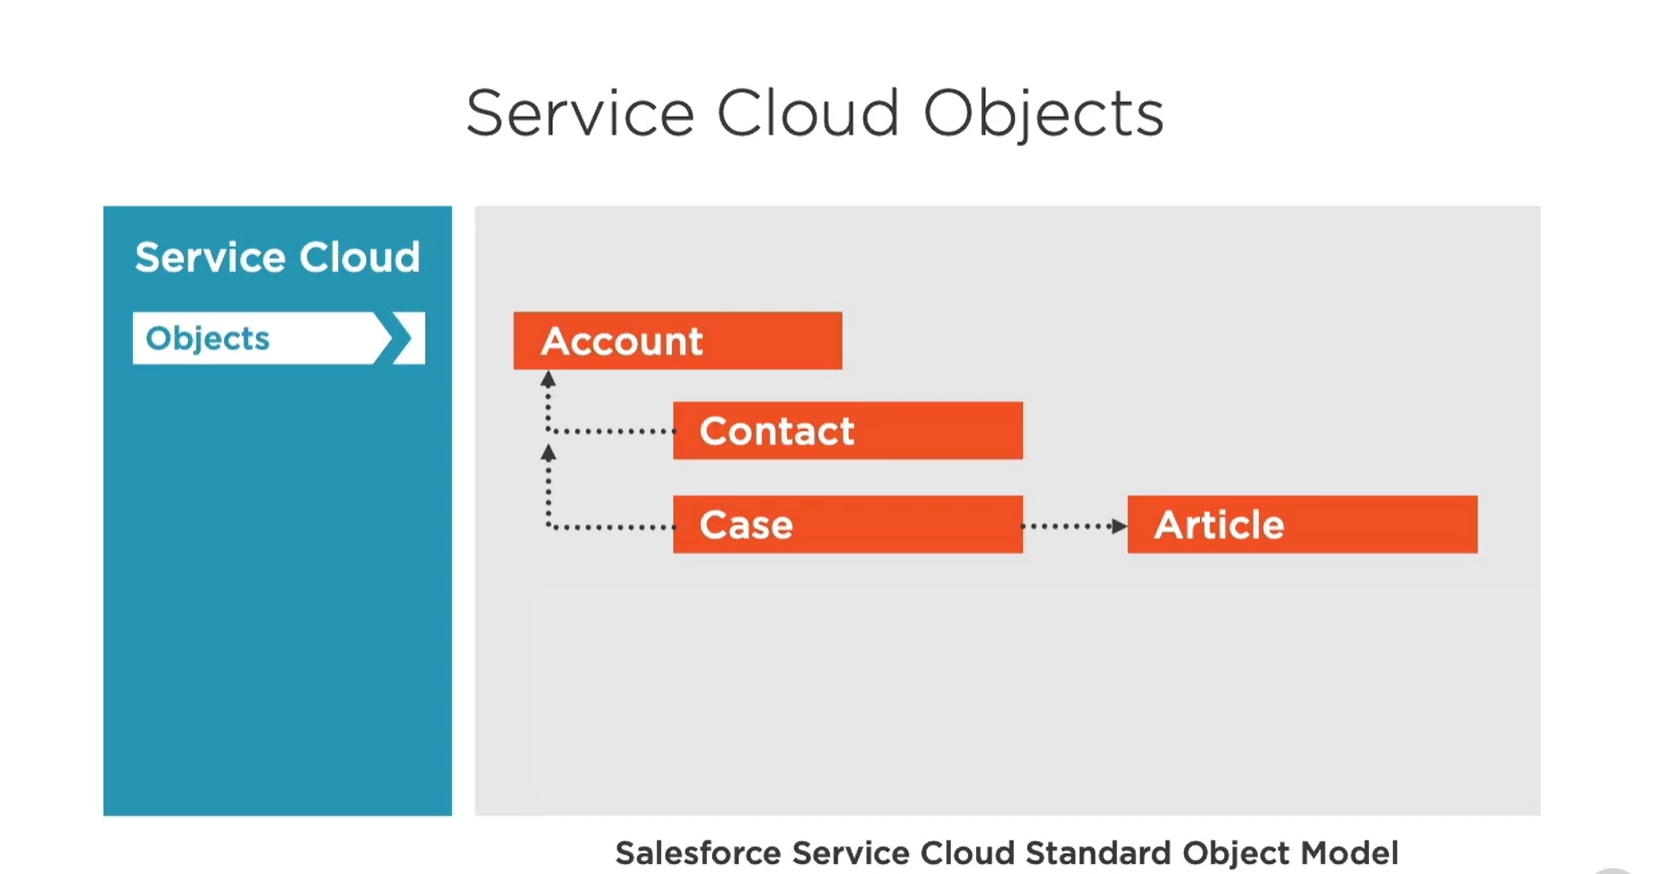 Service Cloud Objects
Service Cloud
Objects
Account
Contact
Case
Article
Salesforce Service Cloud Standard Object Model